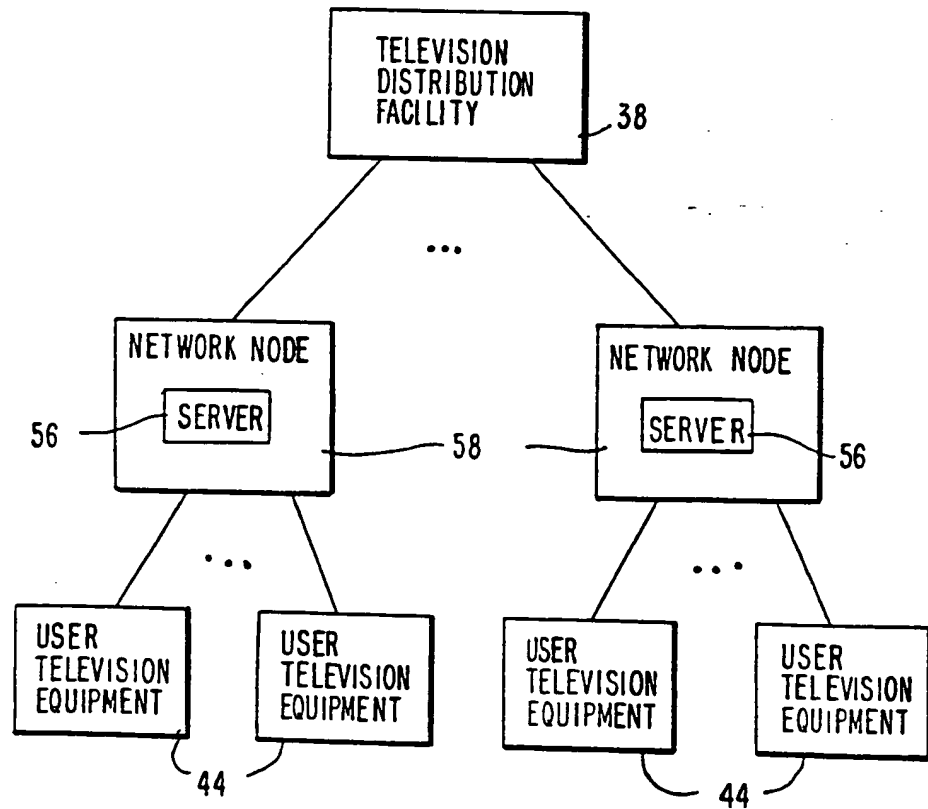 TELEVISION
DISTRIBUTION
FACILITY
38
NETWORK NODE
SERVER
56
58
NETWORK NODE
SERVER
56
USER
TELEVISION
EQUIPMENT
USER
TELEVISION
EQUIPMENT
44
USER
TELEVISION
EQUIPMENT
USER
TELEVISION
EQUIPMENT
44